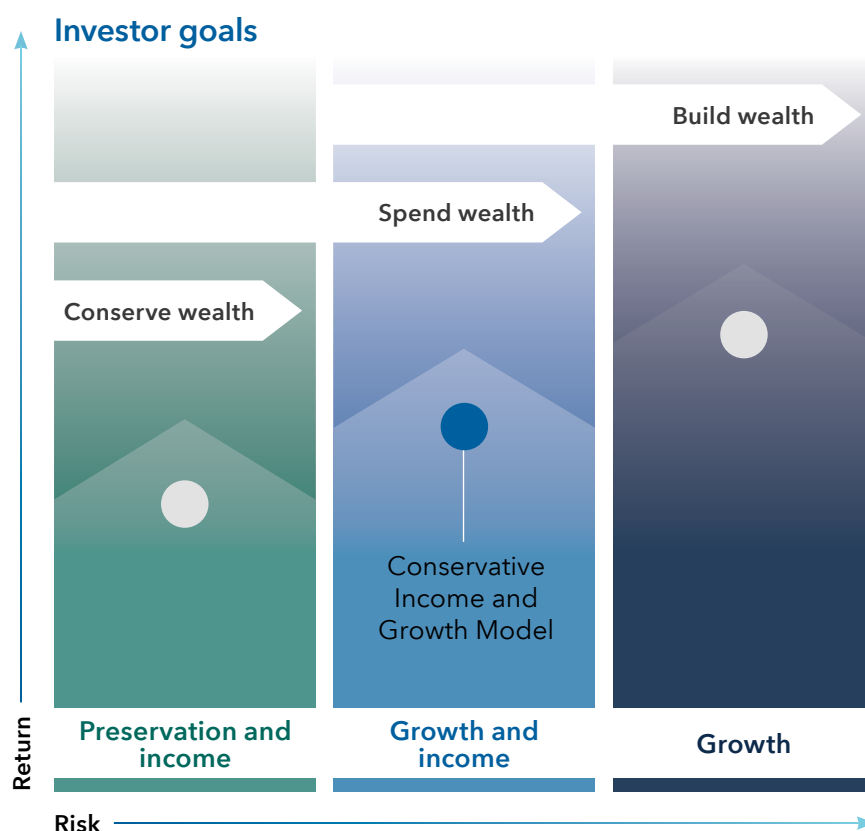 Investor goals
Build wealth
Spend wealth
Conserve wealth
Conservative
Income and
Growth Model
Return
Preservation and
income
Growth and
income
Growth
Risk